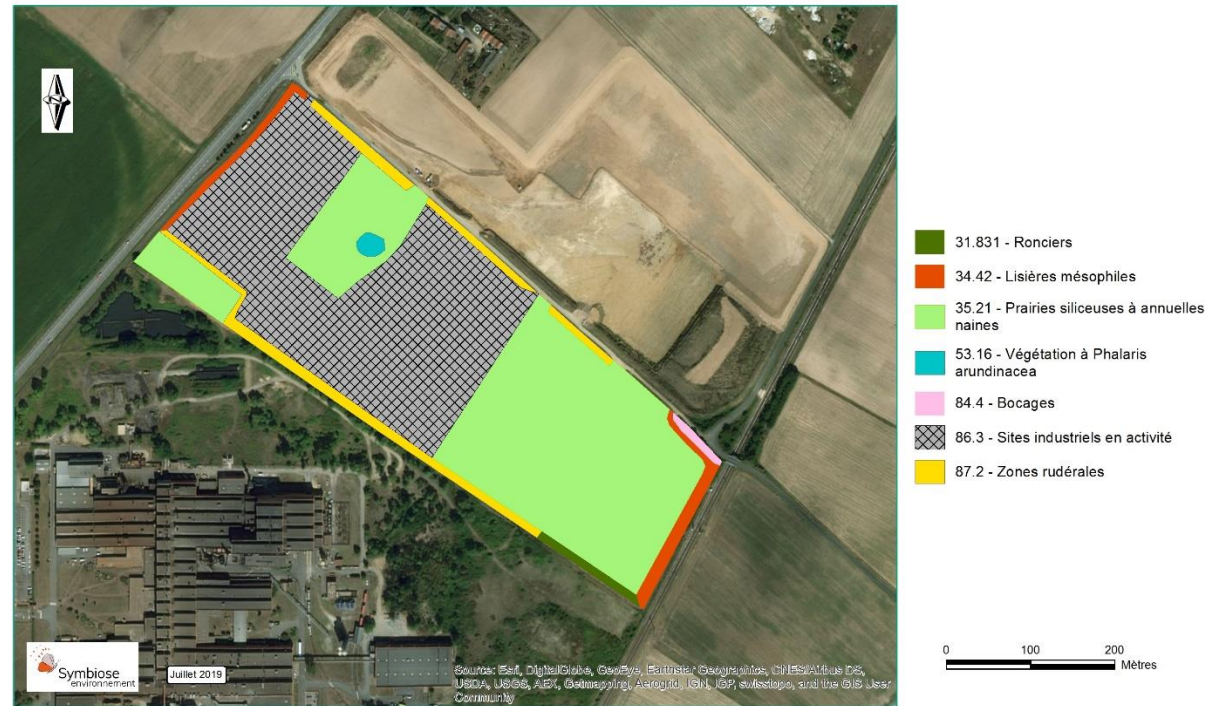 31.831 - Ronciers
34.42 - Lisières mésophiles
35.21 - Prairies siliceuses à annuelles
naines
53.16 - Végétation à Phalaris
arundinacea
84.4 - Bocages
86.3 - Sites industriels en activité
87.2 - Zones rudérales
0 100 200
Mètres
Symbiose
environnement
Juillet 2019
Source: Esri, DigitalGlobe, GeoEye, Earthstar Geographics, CNES/Airbus DS,
USDA, USGS, AEX, Getmapping, Aerogrid, IGN, IGP, swisstopo, and the GIS User
Community